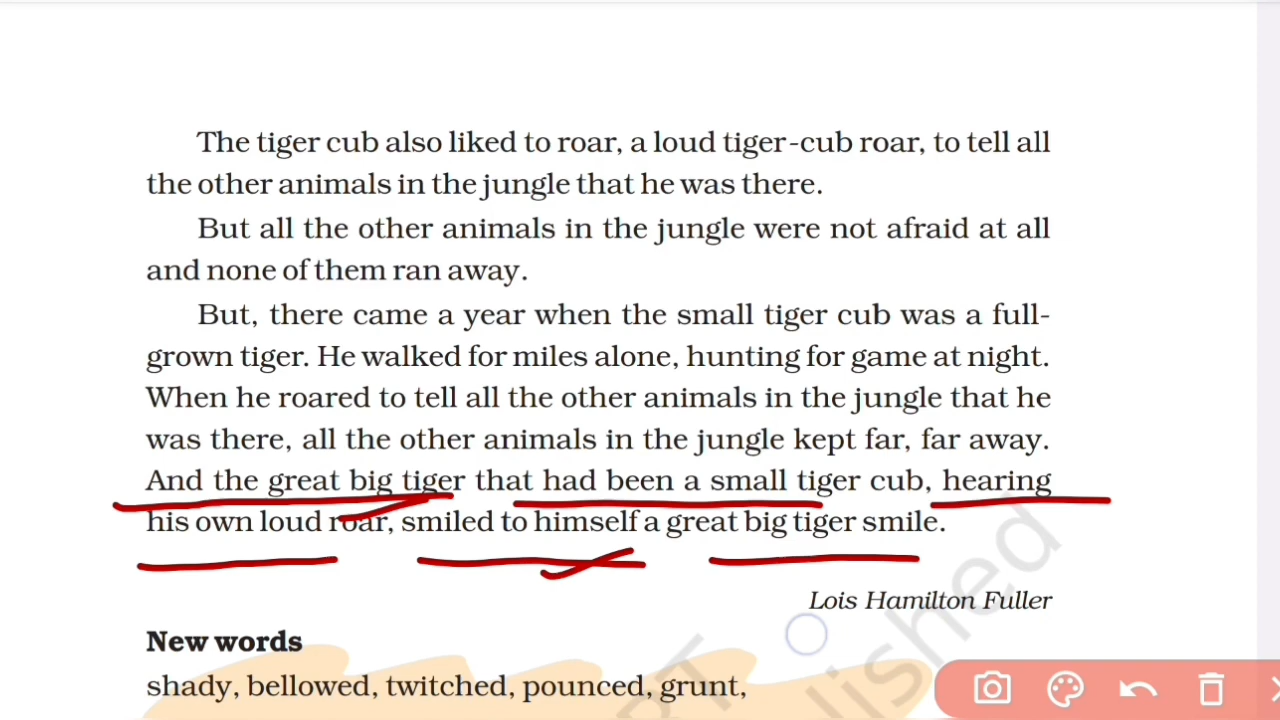 The tiger cub also liked to roar, a loud tiger-cub roar, to tell all
the other animals in the jungle that he was there.
But all the other animals in the jungle were not afraid at all
and none of them ran away.
But, there came a year when the small tiger cub was a full-
grown tiger. He walked for miles alone, hunting for game at night.
When he roared to tell all the other animals in the jungle that he
was there, all the other animals in the jungle kept far, far away.
And the great big tiger that had been a small tiger cub, hearing
his own loud roar, smiled to himself a great big tiger smile.
Lois Hamilton Fuller
New words
shady, bellowed, twitched, pounced, grunt,